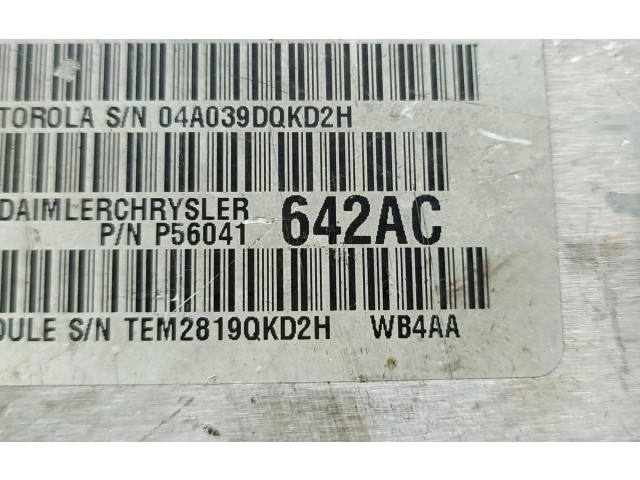 TOROLA S/N 04A039DQKD2H
DAIMLERCHRYSLER
P/N P56041 642AC
DULE S/N TEM2819QKD2H WB4AA